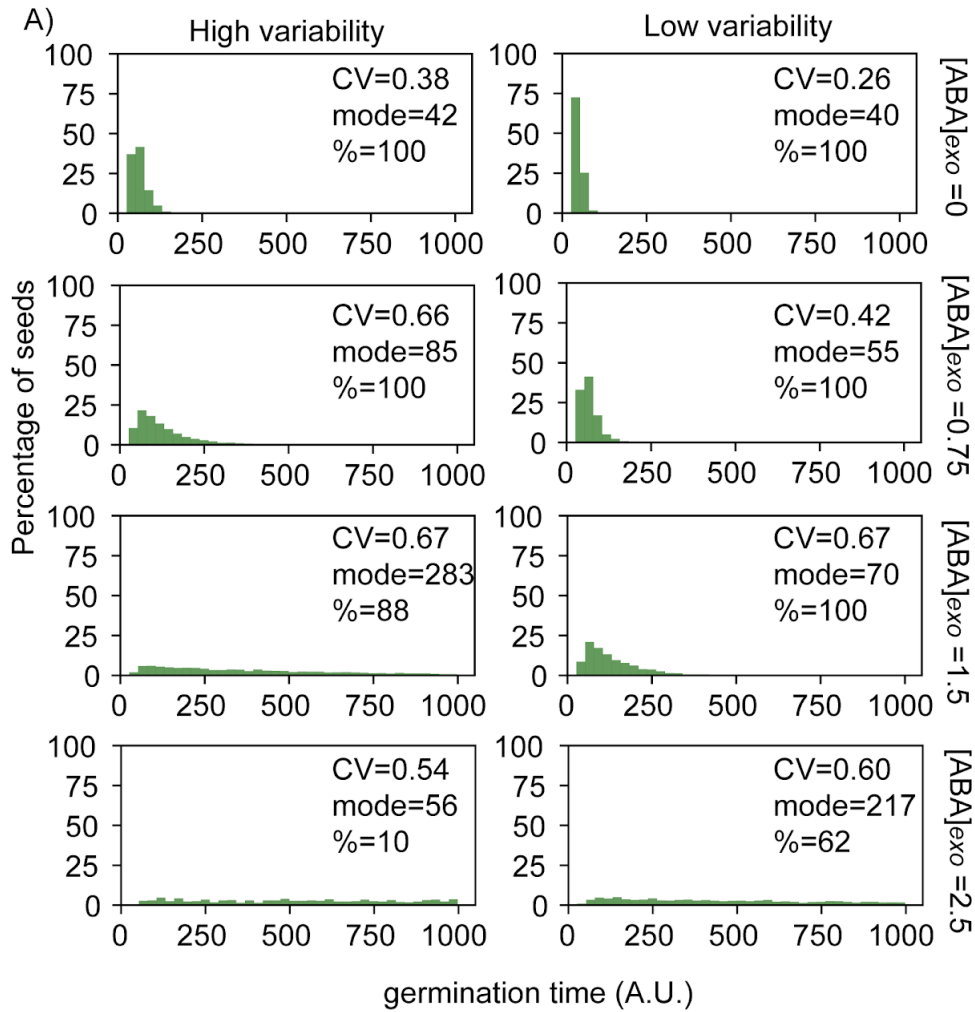 A)
High variability
Low variability
100
75
50
25
0
CV=0.38
mode=42
%=100
0 250 500 750 1000
100
75
50
25
0
CV=0.26
mode=40
%=100
0 250 500 750 1000
[ABA]exo =0
100
75
50
25
0
CV=0.66
mode=85
%=100
0 250 500 750 1000
100
75
50
25
0
CV=0.42
mode=55
%=100
0 250 500 750 1000
[ABA]exo =0.75
Percentage of seeds
100
75
50
25
0
CV=0.67
mode=283
%=88
0 250 500 750 1000
100
75
50
25
0
CV=0.67
mode=70
%=100
0 250 500 750 1000
[ABA]exo =1.5
100
75
50
25
0
CV=0.54
mode=56
%=10
0 250 500 750 1000
100
75
50
25
0
CV=0.60
mode=217
%=62
0 250 500 750 1000
[ABA]exo =2.5
germination time (A.U.)